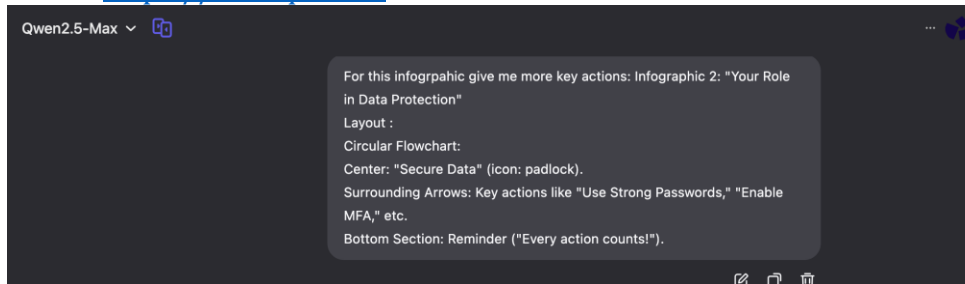 Qwen2.5-Max
For this infogrpahic give me more key actions: Infographic 2: "Your Role
in Data Protection"
Layout :
Circular Flowchart:
Center: "Secure Data" (icon: padlock).
Surrounding Arrows: Key actions like "Use Strong Passwords," "Enable
MFA," etc.
Bottom Section: Reminder ("Every action counts!").